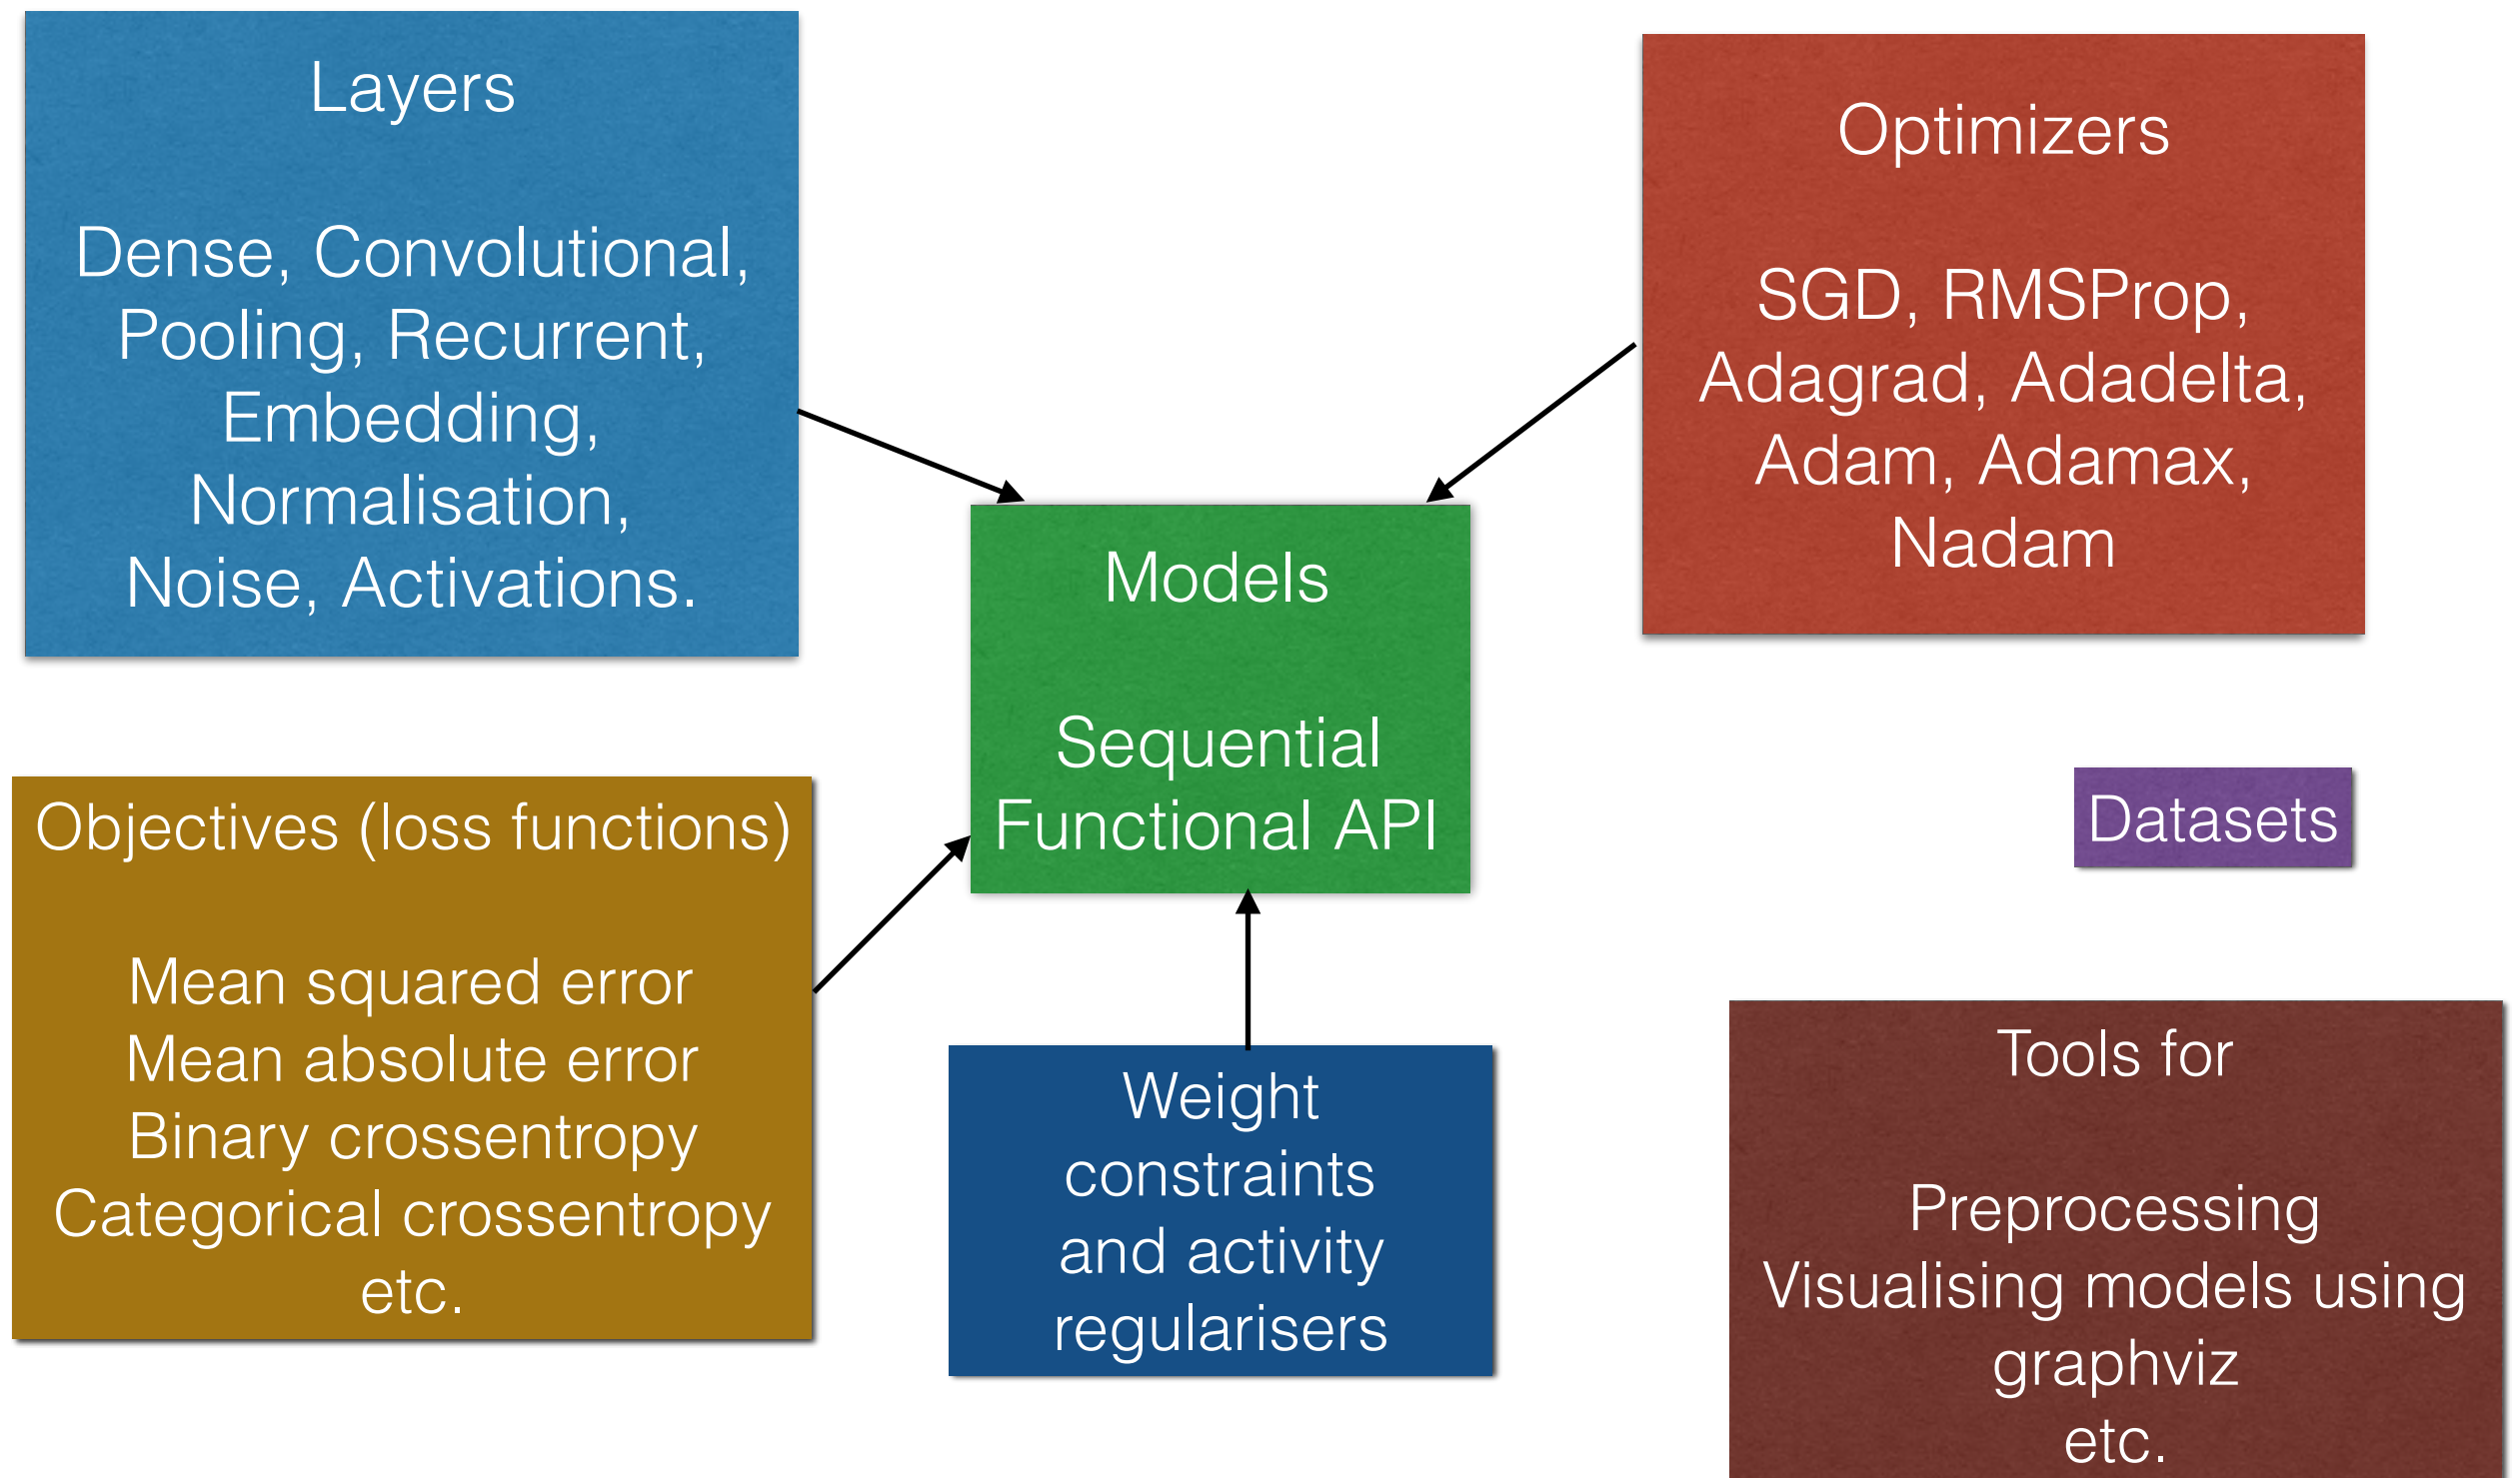 Layers
Dense, Convolutional,
Pooling, Recurrent,
Embedding,
Normalisation,
Noise, Activations.
Optimizers
SGD, RMSProp,
Adagrad, Adadelta,
Adam, Adamax,
Nadam
Models
Sequential
Functional API
Objectives (loss functions)
Mean squared error
Mean absolute error
Binary crossentropy
Categorical crossentropy
etc.
Weight
constraints
and activity
regularisers
Datasets
Tools for
Preprocessing
Visualising models using
graphviz
etc.